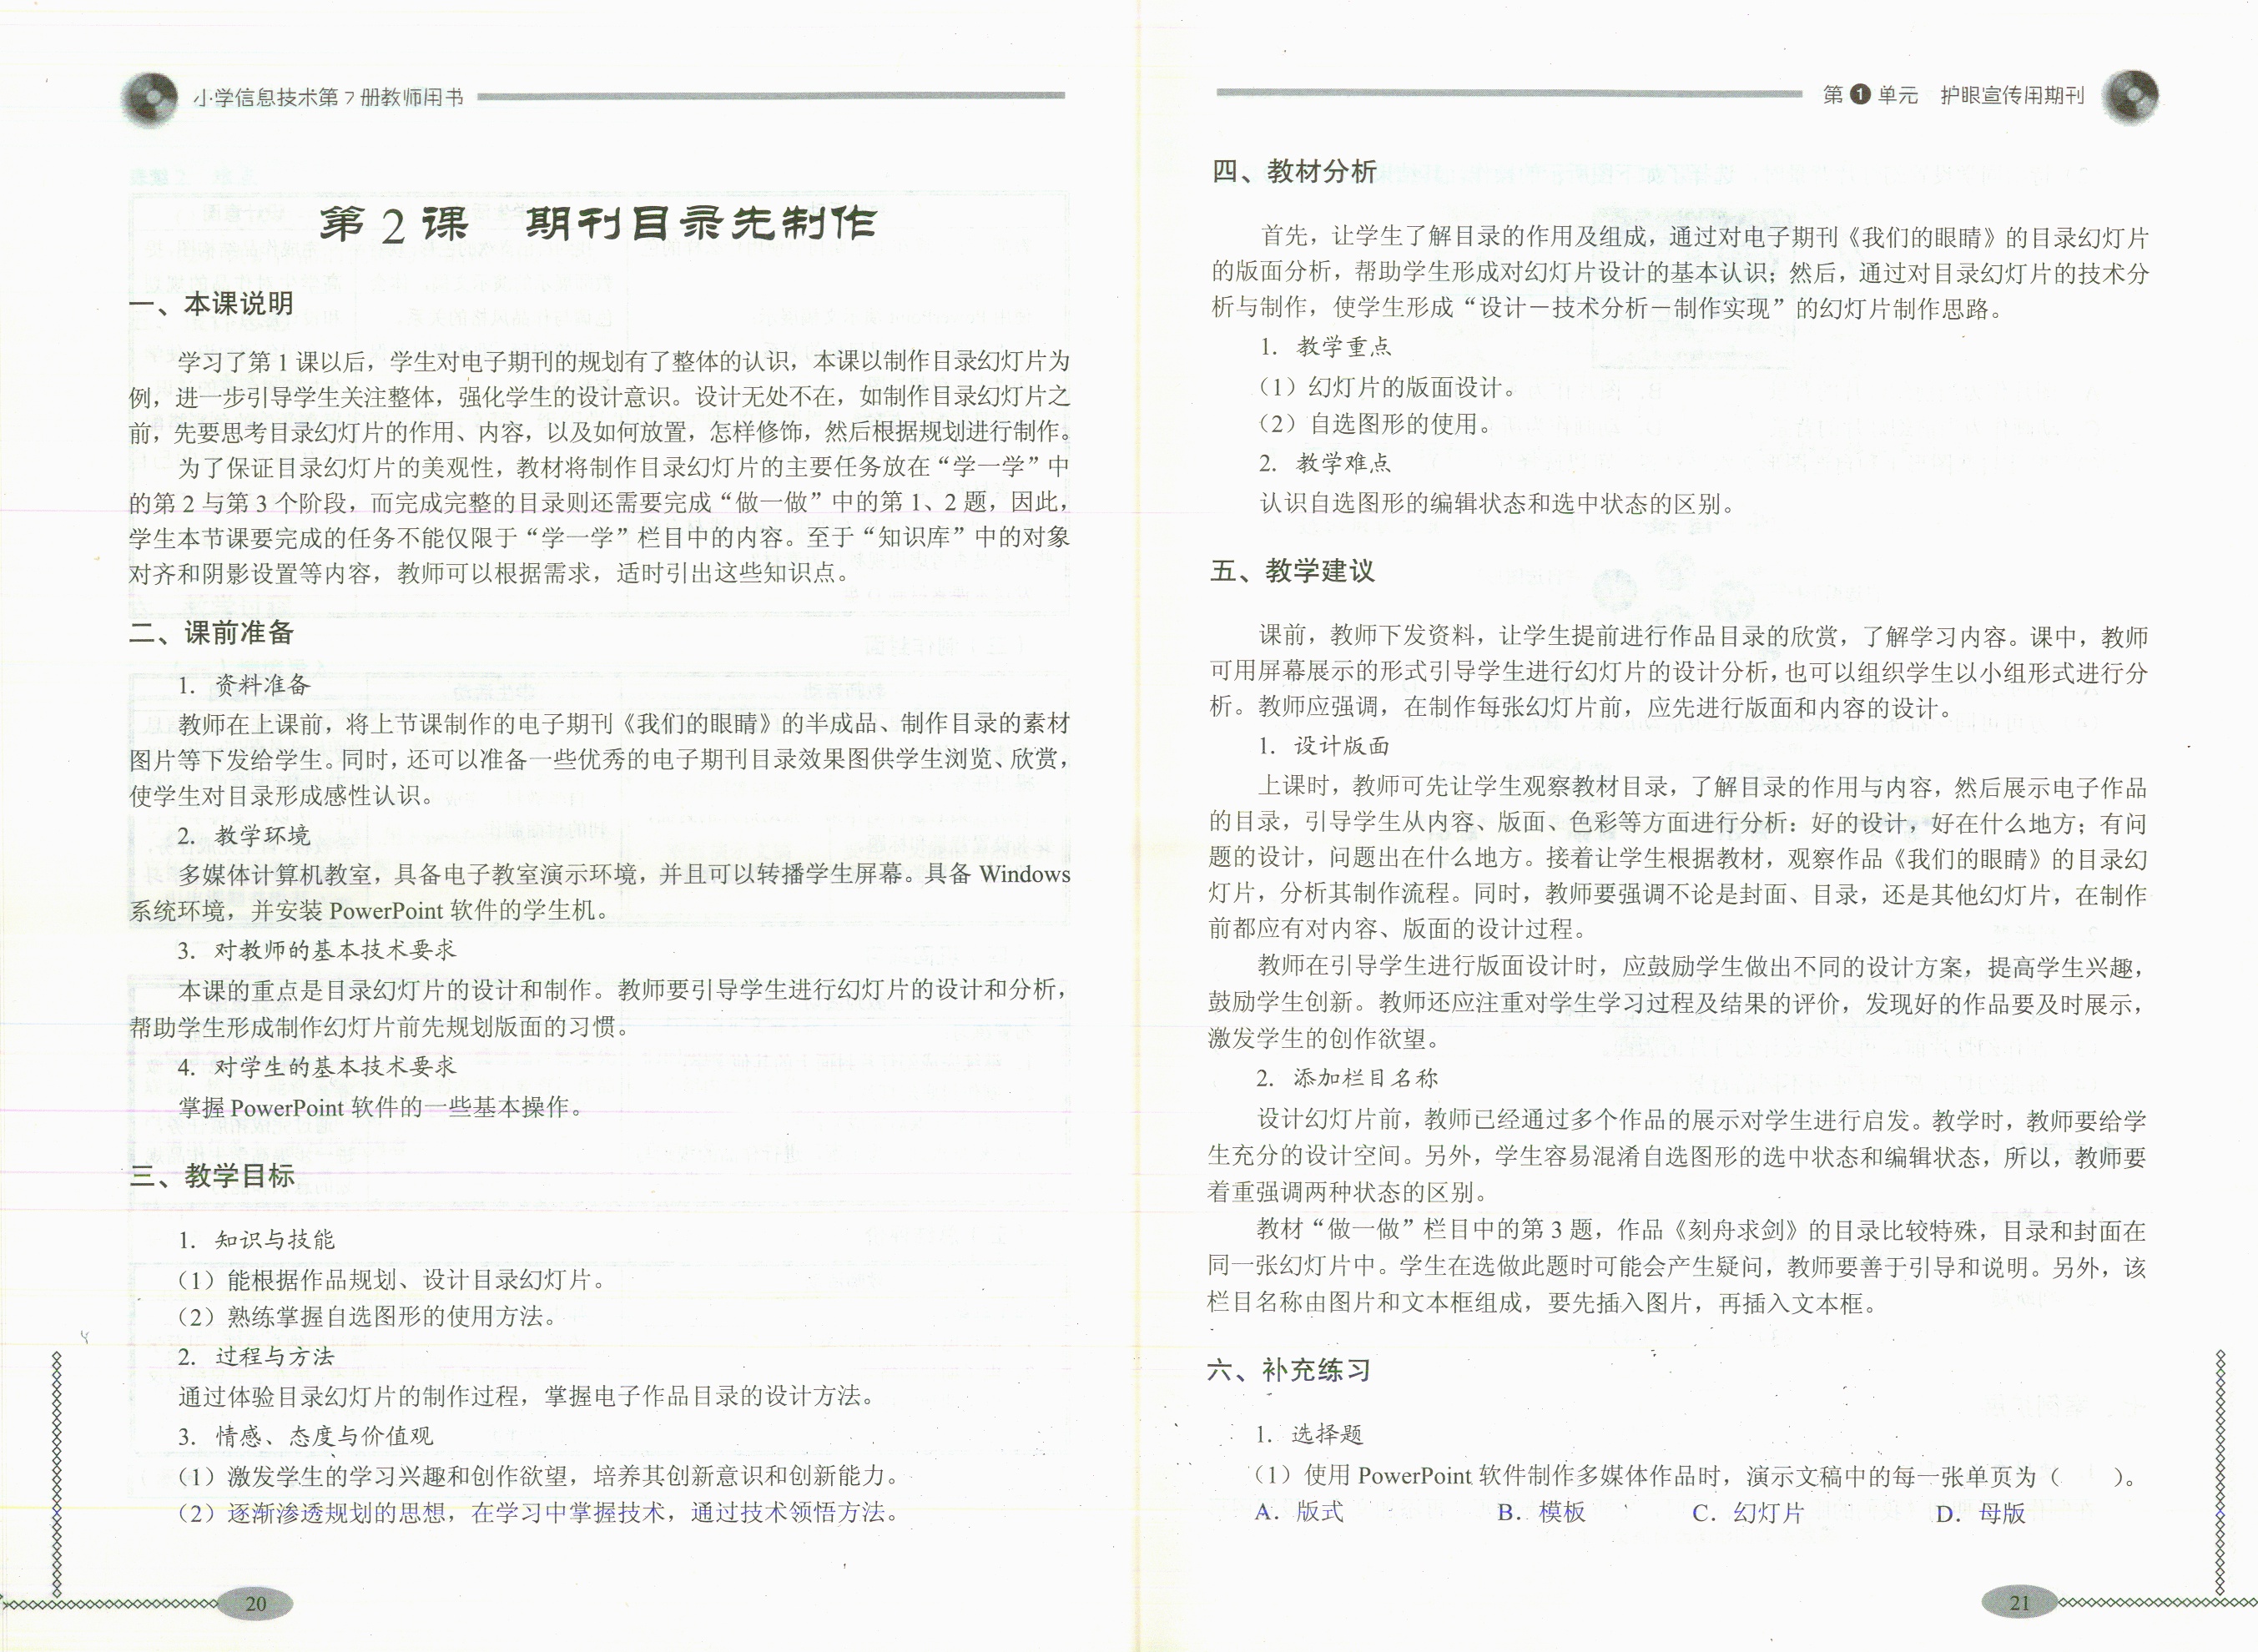 小学信息技术第7册教师用书
第2课 期刊目录先制作
一、本课说明
学习了第1课以后，学生对电子期刊的规划有了整体的认识，本课以制作目录幻灯片为
例，进一步引导学生关注整体，强化学生的设计意识。设计无处不在，如制作目录幻灯片之
前，先要思考目录幻灯片的作用、内容，以及如何放置，怎样修饰，然后根据规划进行制作。
为了保证目录幻灯片的美观性，教材将制作目录幻灯片的主要任务放在“学一学”中
的第2与第3个阶段，而完成完整的目录则还需要完成“做一做”中的第1、2题，因此，
学生本节课要完成的任务不能仅限于“学一学”栏目中的内容。至于“知识库”中的对象
对齐和阴影设置等内容，教师可以根据需求，适时引出这些知识点。
二、课前准备
1. 资料准备
教师在上课前，将上节课制作的电子期刊《我们的眼睛》的半成品、制作目录的素材
图片等下发给学生。同时，还可以准备一些优秀的电子期刊目录效果图供学生浏览、欣赏，
使学生对目录形成感性认识。
2. 教学环境
多媒体计算机教室，具备电子教室演示环境，并且可以转播学生屏幕。具备 Windows
系统环境，并安装 PowerPoint 软件的学生机。
3. 对教师的基本技术要求
本课的重点是目录幻灯片的设计和制作。教师要引导学生进行幻灯片的设计和分析，
帮助学生形成制作幻灯片前先规划版面的习惯。
4. 对学生的基本技术要求
掌握 PowerPoint 软件的一些基本操作。
三、教学目标
1. 知识与技能
（1）能根据作品规划、设计目录幻灯片。
（2）熟练掌握自选图形的使用方法。
2. 过程与方法
通过体验目录幻灯片的制作过程，掌握电子作品目录的设计方法。
3. 情感、态度与价值观
（1）激发学生的学习兴趣和创作欲望，培养其创新意识和创新能力。
（2）逐渐渗透规划的思想，在学习中掌握技术，通过技术领悟方法。
20
第1单元 护眼宣传用期刊
四、教材分析
首先，让学生了解目录的作用及组成，通过对电子期刊《我们的眼睛》的目录幻灯片
的版面分析，帮助学生形成对幻灯片设计的基本认识；然后，通过对目录幻灯片的技术分
析与制作，使学生形成“设计－技术分析－制作实现”的幻灯片制作思路。
1. 教学重点
（1）幻灯片的版面设计。
（2）自选图形的使用。
2. 教学难点
认识自选图形的编辑状态和选中状态的区别。
五、教学建议
课前，教师下发资料，让学生提前进行作品目录的欣赏，了解学习内容。课中，教师
可用屏幕展示的形式引导学生进行幻灯片的设计分析，也可以组织学生以小组形式进行分
析。教师应强调，在制作每张幻灯片前，应先进行版面和内容的设计。
1. 设计版面
上课时，教师可先让学生观察教材目录，了解目录的作用与内容，然后展示电子作品
的目录，引导学生从内容、版面、色彩等方面进行分析：好的设计，好在什么地方；有问
题的设计，问题出在什么地方。接着让学生根据教材，观察作品《我们的眼睛》的目录幻
灯片，分析其制作流程。同时，教师要强调不论是封面、目录，还是其他幻灯片，在制作
前都应有对内容、版面的设计过程。
教师在引导学生进行版面设计时，应鼓励学生做出不同的设计方案，提高学生兴趣，
鼓励学生创新。教师还应注重对学生学习过程及结果的评价，发现好的作品要及时展示，
激发学生的创作欲望。
2. 添加栏目名称
设计幻灯片前，教师已经通过多个作品的展示对学生进行启发。教学时，教师要给学
生充分的设计空间。另外，学生容易混淆自选图形的选中状态和编辑状态，所以，教师要
着重强调两种状态的区别。
教材“做一做”栏目中的第3题，作品《刻舟求剑》的目录比较特殊，目录和封面在
同一张幻灯片中。学生在选做此题时可能会产生疑问，教师要善于引导和说明。另外，该
栏目名称由图片和文本框组成，要先插入图片，再插入文本框。
六、补充练习
1. 选择题
（1）使用 PowerPoint 软件制作多媒体作品时，演示文稿中的每一张单页为（ ）。
A. 版式 B. 模板 C. 幻灯片 D. 母版
21